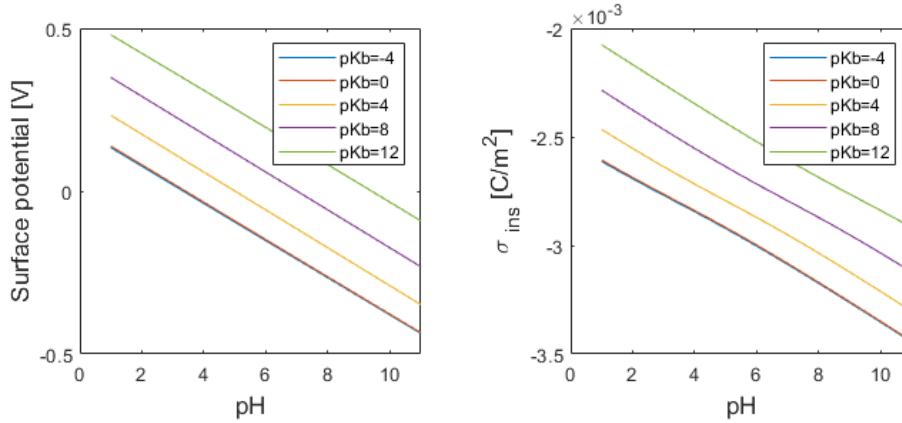 0.5
0
-0.5
Surface potential [V]
0 2 4 6 8 10
pH
pKb=-4
pKb=0
pKb=4
pKb=8
pKb=12
×10⁻³
-2
-2.5
-3
-3.5
σ ins [C/m²]
0 2 4 6 8 10
pH
pKb=-4
pKb=0
pKb=4
pKb=8
pKb=12